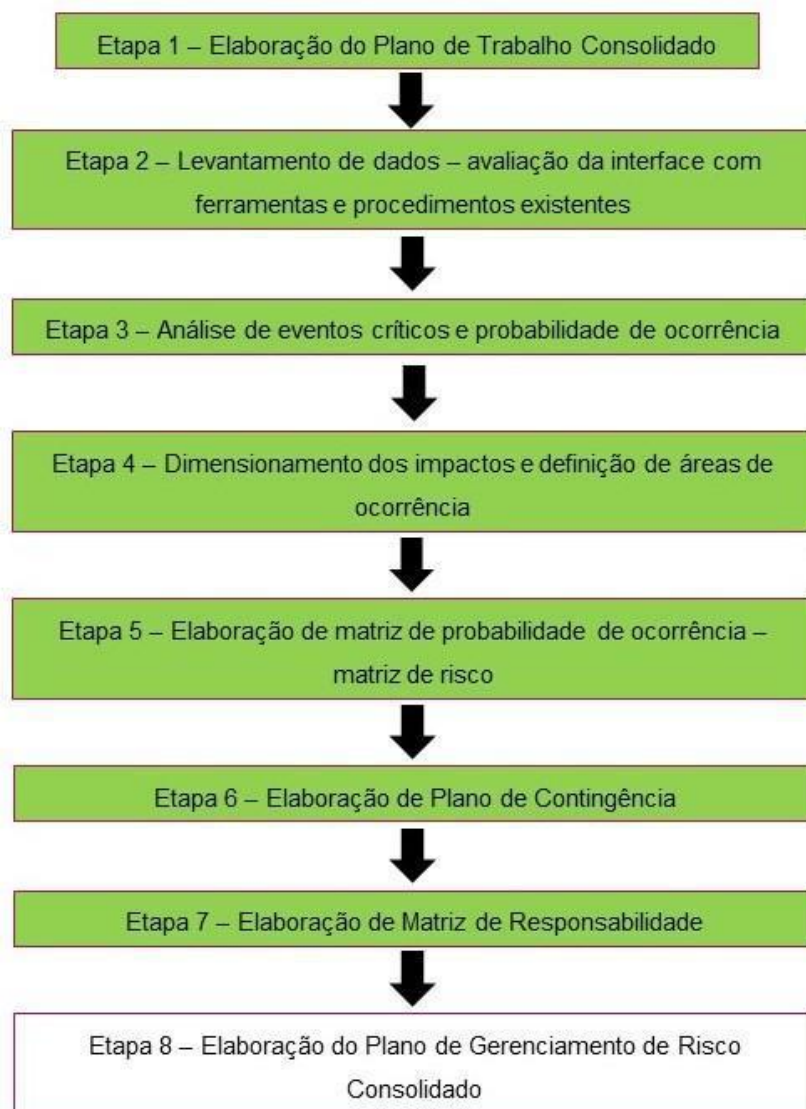 Etapa 1 – Elaboração do Plano de Trabalho Consolidado
Etapa 2 – Levantamento de dados – avaliação da interface com
ferramentas e procedimentos existentes
Etapa 3 – Análise de eventos críticos e probabilidade de ocorrência
Etapa 4 – Dimensionamento dos impactos e definição de áreas de
ocorrência
Etapa 5 – Elaboração de matriz de probabilidade de ocorrência –
matriz de risco
Etapa 6 – Elaboração de Plano de Contingência
Etapa 7 – Elaboração de Matriz de Responsabilidade
Etapa 8 – Elaboração do Plano de Gerenciamento de Risco
Consolidado